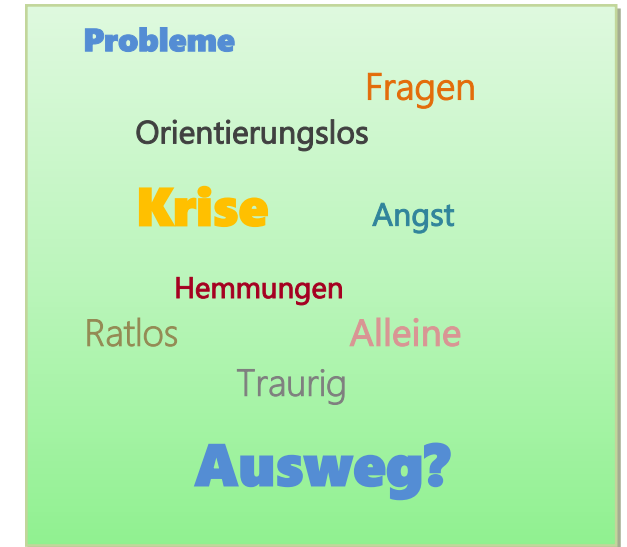 Probleme
Fragen
Orientierungslos
Krise
Angst
Hemmungen
Ratlos
Alleine
Traurig
Ausweg?